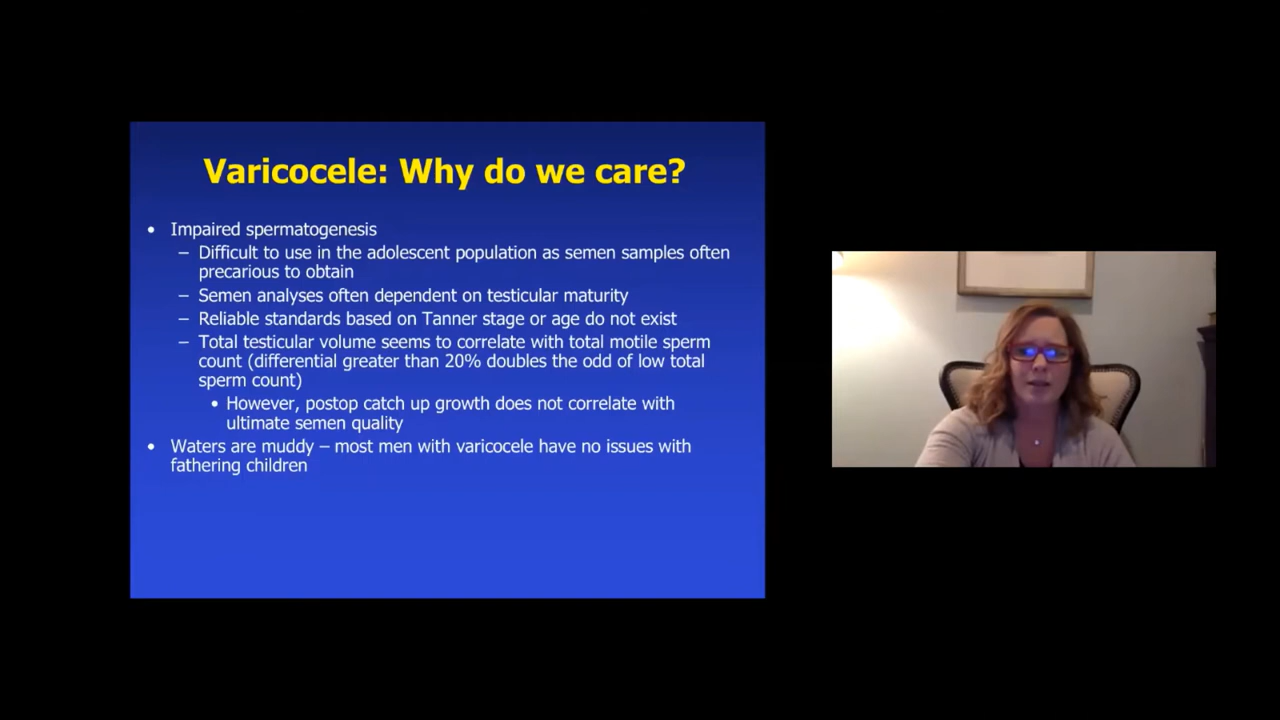 Varicocele: Why do we care?
• Impaired spermatogenesis
– Difficult to use in the adolescent population as semen samples often
precarious to obtain
– Semen analyses often dependent on testicular maturity
– Reliable standards based on Tanner stage or age do not exist
– Total testicular volume seems to correlate with total motile sperm
count (differential greater than 20% doubles the odd of low total
sperm count)
• However, postop catch up growth does not correlate with
ultimate semen quality
• Waters are muddy – most men with varicocele have no issues with
fathering children